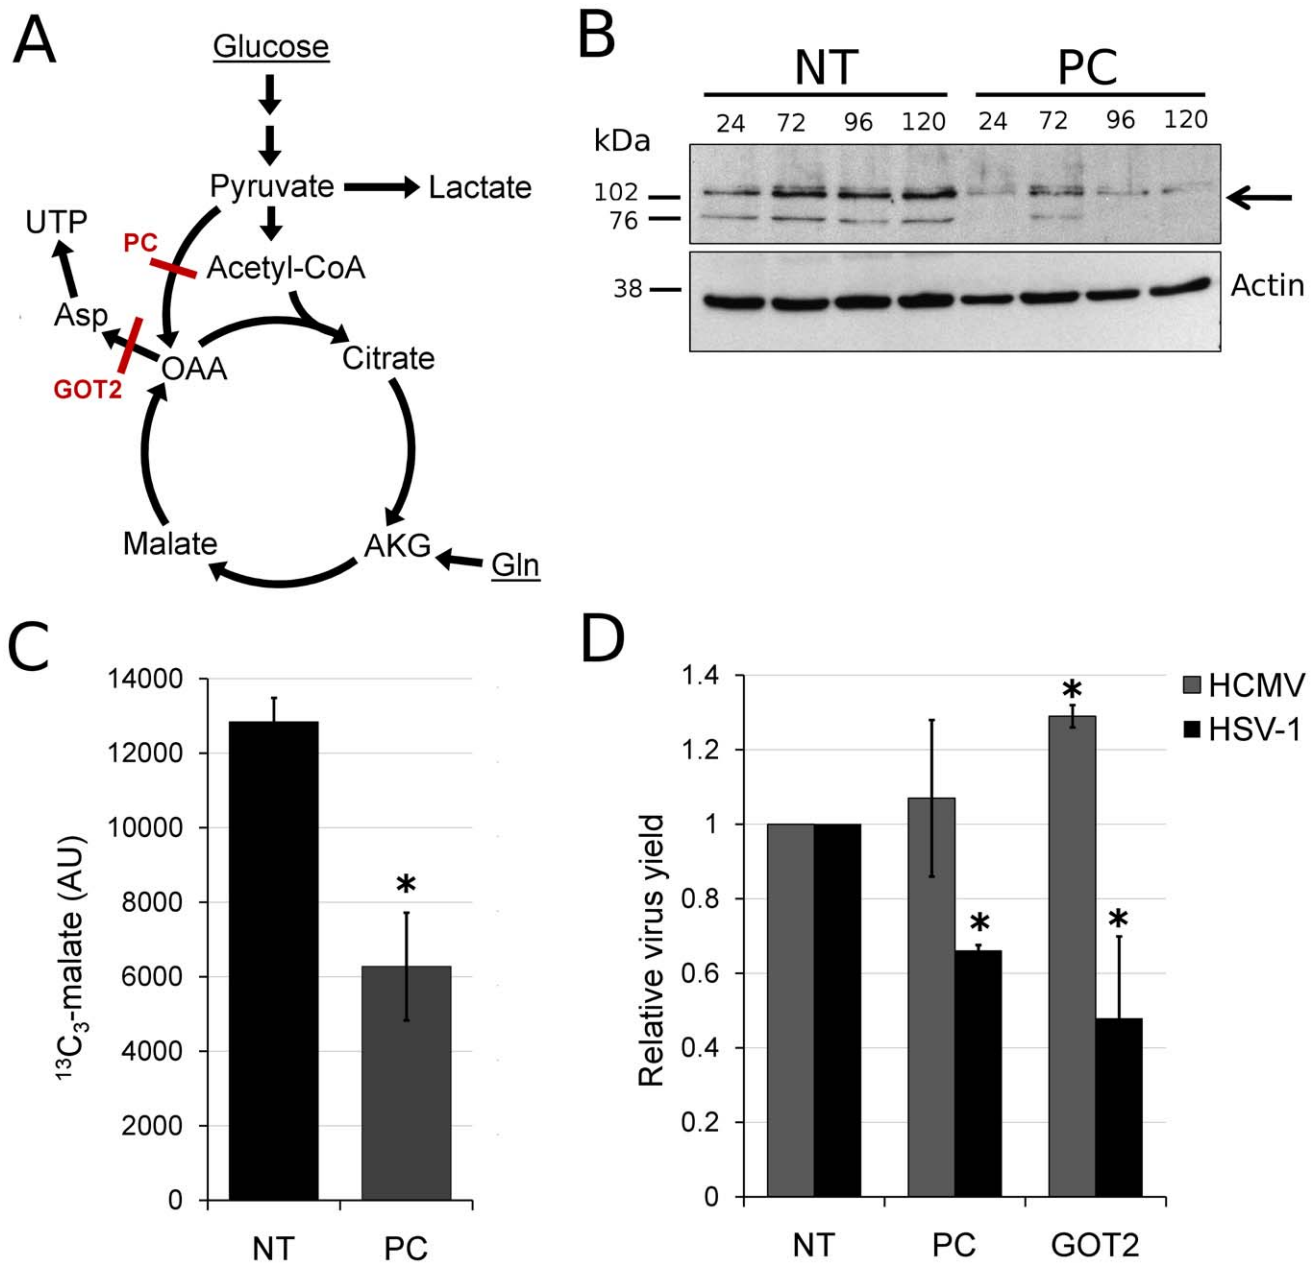 A
Glucose
Pyruvate
Lactate
UTP
PC
Acetyl-CoA
Asp
OAA
Citrate
GOT2
Malate
AKG
Gln
B
NT PC
24 72 96 120 24 72 96 120
kDa
102
76
38
Actin
C
14000
12000
10000
8000
6000
4000
2000
0
¹³C₃-malate (AU)
*
NT PC
D
1.4
1.2
1
0.8
0.6
0.4
0.2
0
Relative virus yield
*
*
*
HCMV
HSV-1
NT PC GOT2